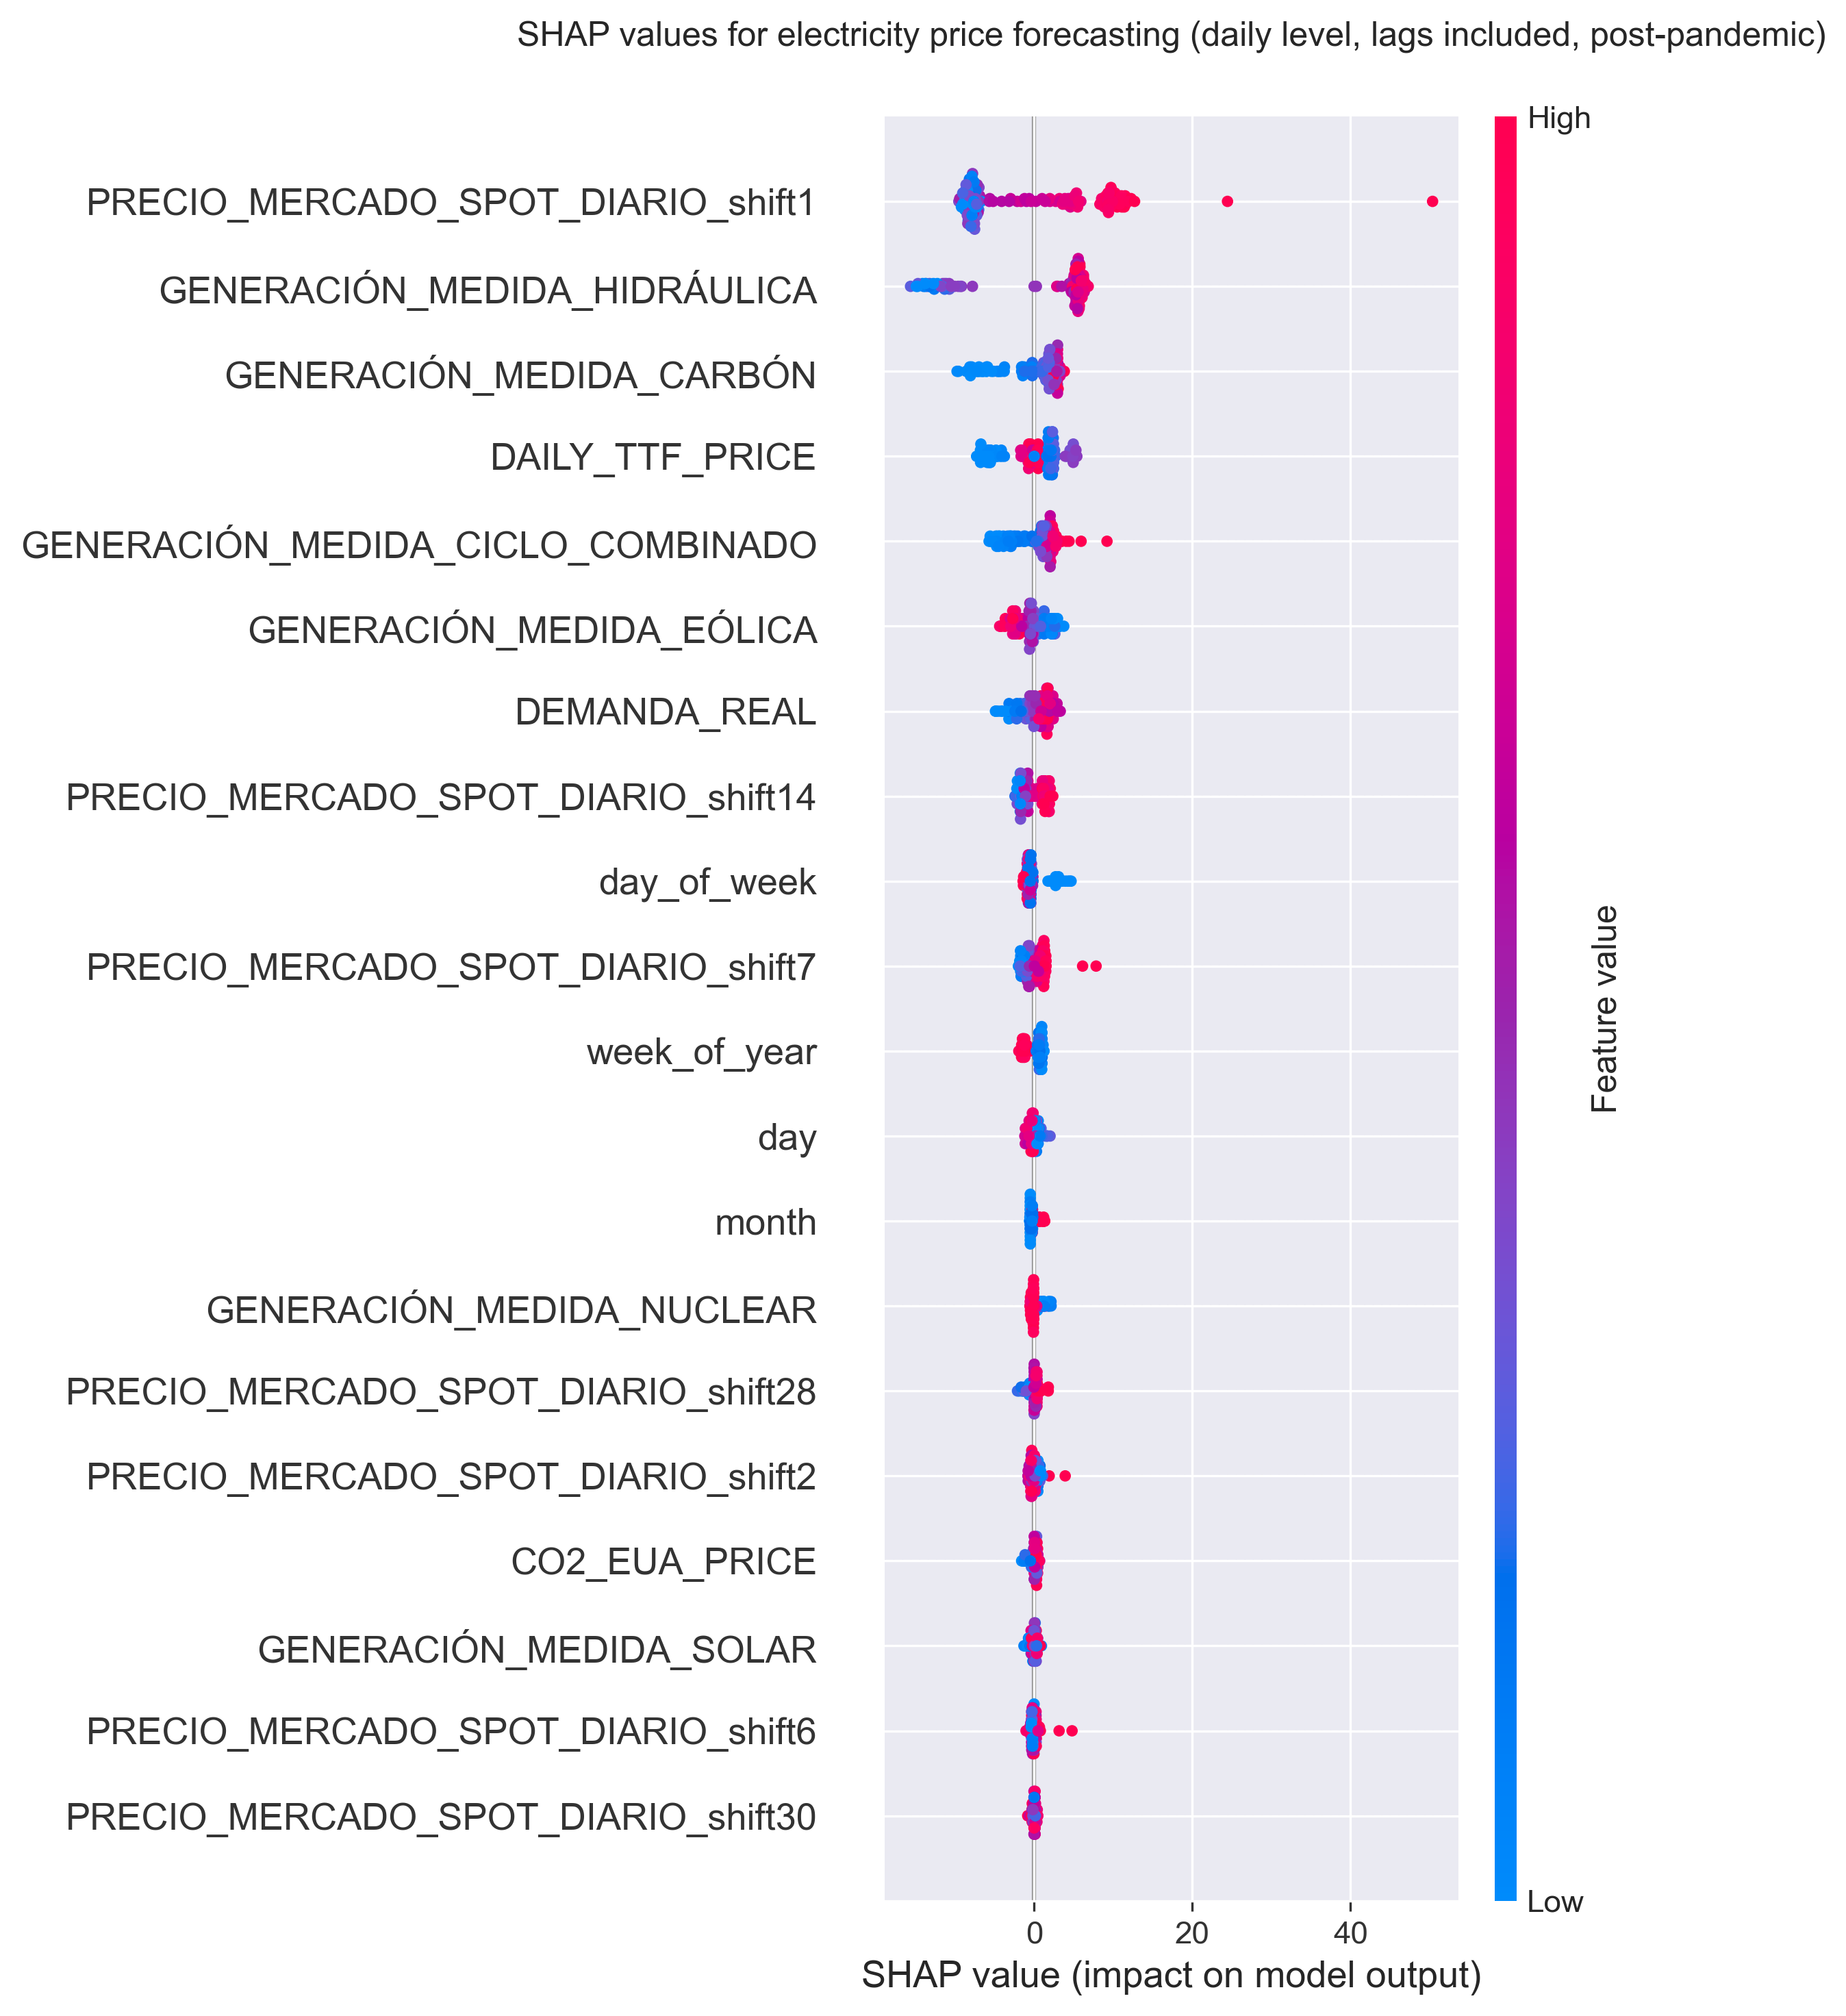 SHAP values for electricity price forecasting (daily level, lags included, post-pandemic)
High
PRECIO_MERCADO_SPOT_DIARIO_shift1
GENERACIÓN_MEDIDA_HIDRÁULICA
GENERACIÓN_MEDIDA_CARBÓN
DAILY_TTF_PRICE
GENERACIÓN_MEDIDA_CICLO_COMBINADO
GENERACIÓN_MEDIDA_EÓLICA
DEMANDA_REAL
PRECIO_MERCADO_SPOT_DIARIO_shift14
day_of_week
PRECIO_MERCADO_SPOT_DIARIO_shift7
week_of_year
day
month
GENERACIÓN_MEDIDA_NUCLEAR
PRECIO_MERCADO_SPOT_DIARIO_shift28
PRECIO_MERCADO_SPOT_DIARIO_shift2
CO2_EUA_PRICE
GENERACIÓN_MEDIDA_SOLAR
PRECIO_MERCADO_SPOT_DIARIO_shift6
PRECIO_MERCADO_SPOT_DIARIO_shift30
Feature value
Low
0 20 40
SHAP value (impact on model output)